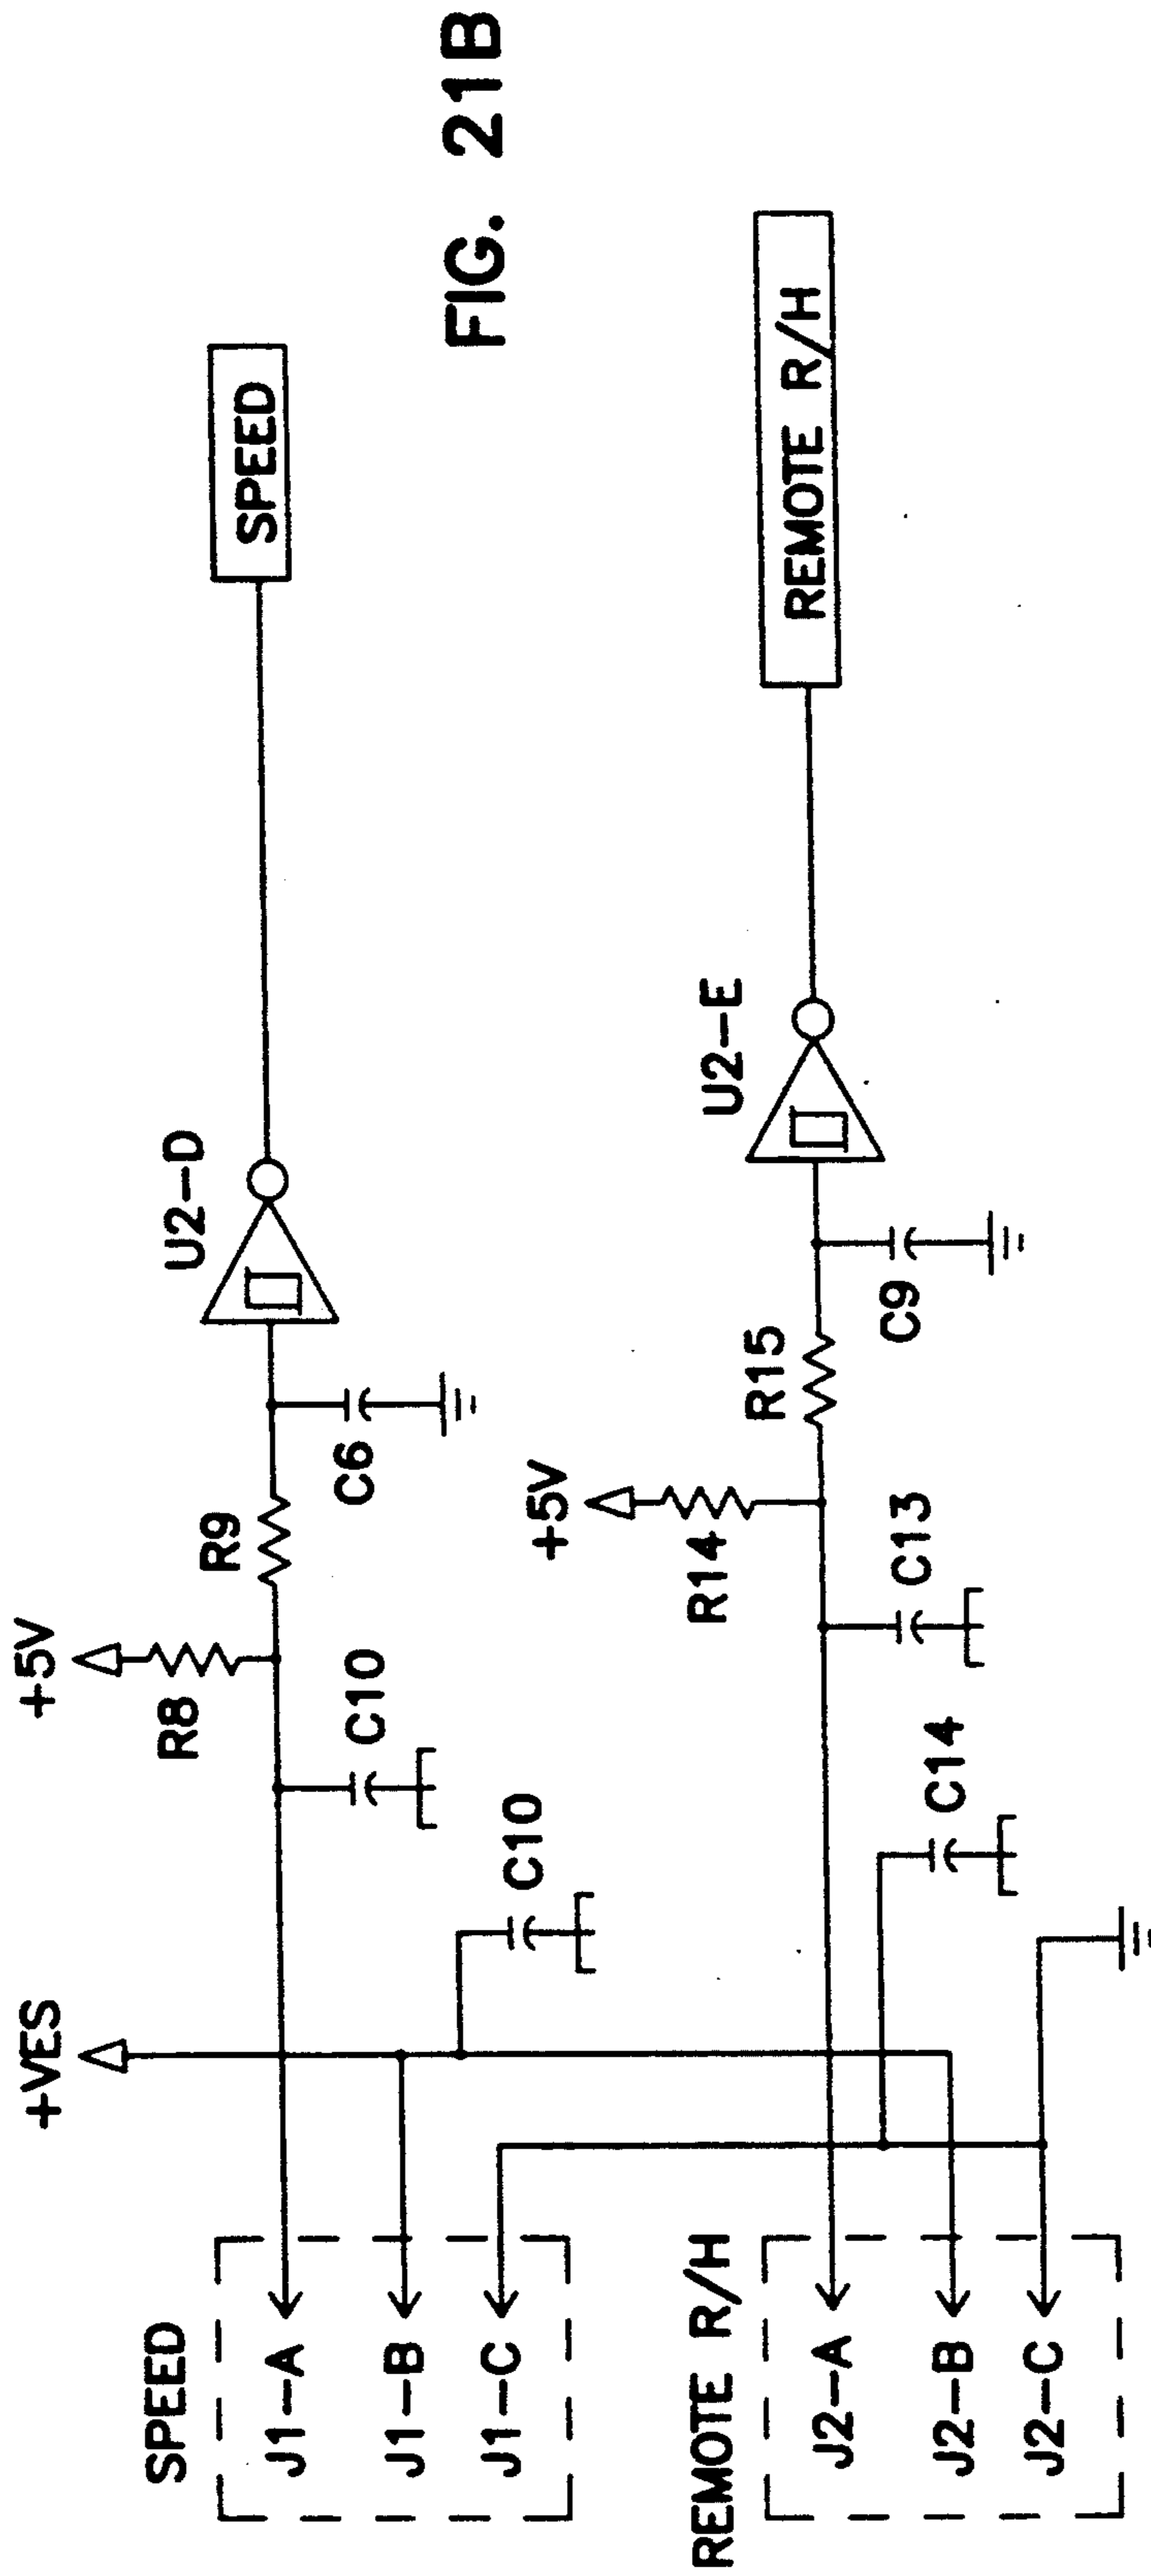 FIG. 21B
+VES
+5V
SPEED
R8
R9
U2-D
SPEED
J1-A
C10
C6
J1-B
C10
J1-C
+5V
REMOTE R/H
R14
R15
U2-E
REMOTE R/H
J2-A
C13
C9
J2-B
C14
J2-C